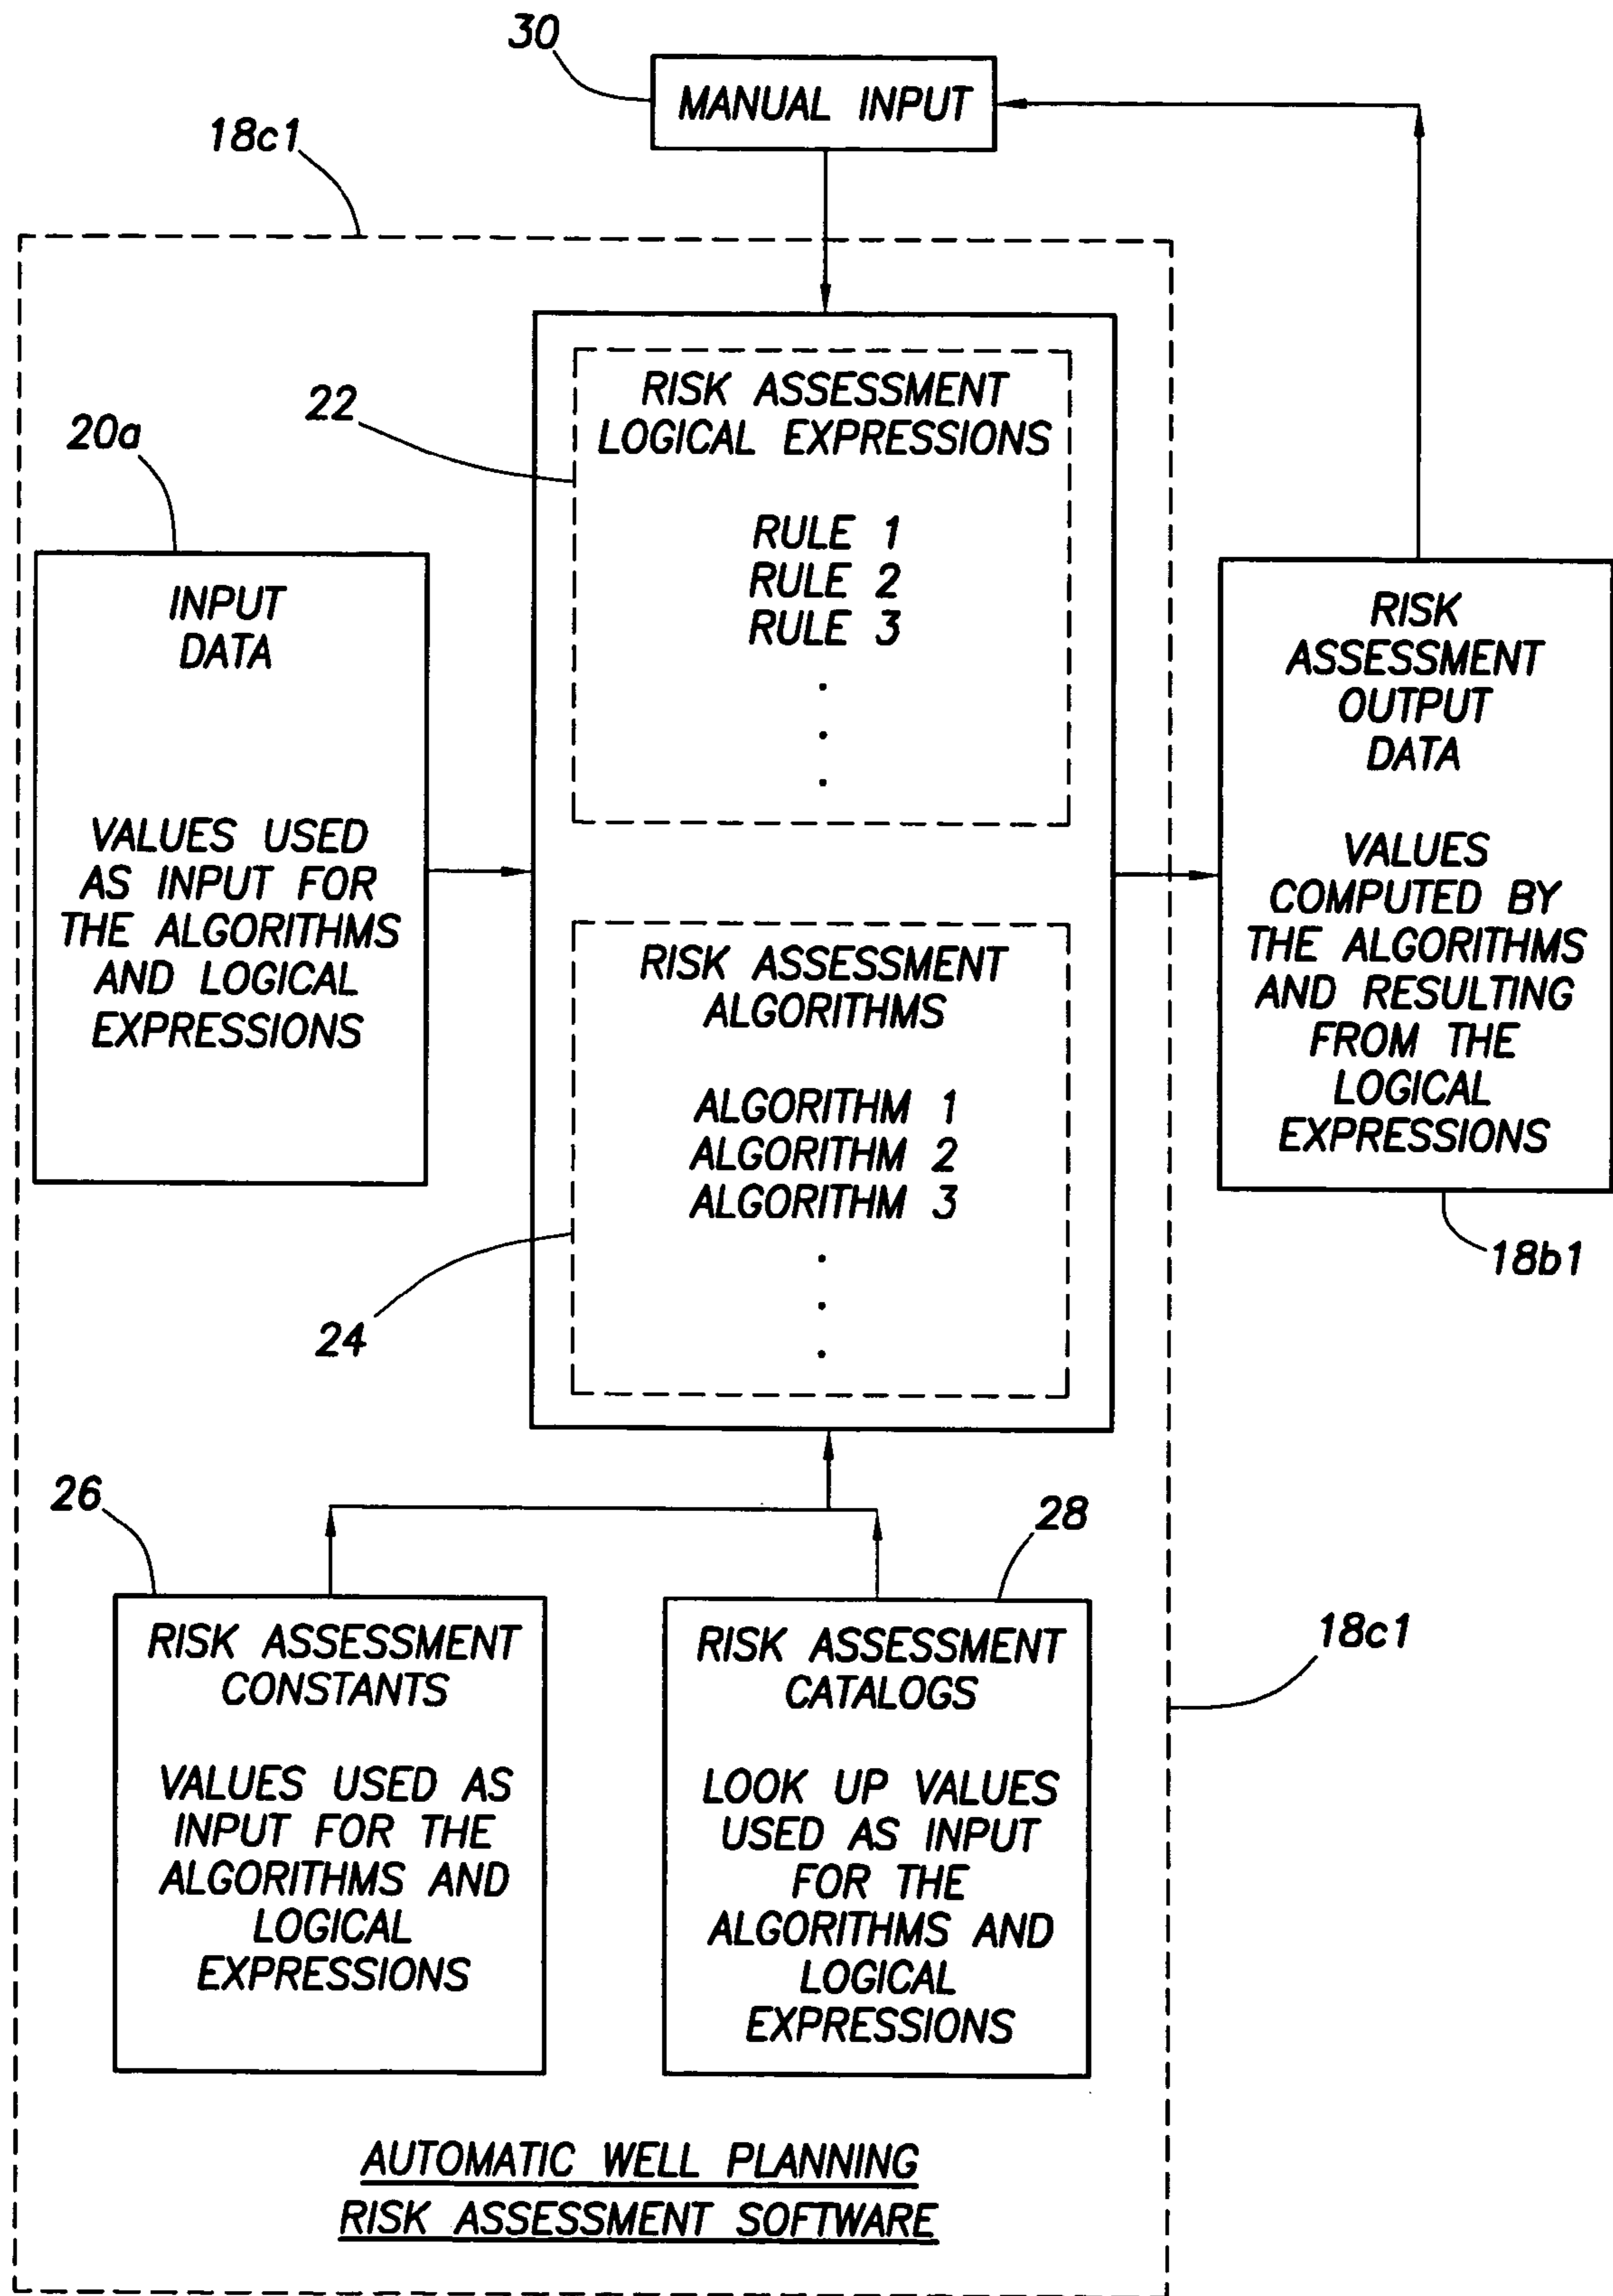 30
MANUAL INPUT
18c1
22
RISK ASSESSMENT
LOGICAL EXPRESSIONS
RULE 1
RULE 2
RULE 3
.
.
.
20a
INPUT
DATA
VALUES USED
AS INPUT FOR
THE ALGORITHMS
AND LOGICAL
EXPRESSIONS
RISK ASSESSMENT
ALGORITHMS
ALGORITHM 1
ALGORITHM 2
ALGORITHM 3
.
.
.
24
RISK
ASSESSMENT
OUTPUT
DATA
VALUES
COMPUTED BY
THE ALGORITHMS
AND RESULTING
FROM THE
LOGICAL
EXPRESSIONS
18b1
26
RISK ASSESSMENT
CONSTANTS
VALUES USED AS
INPUT FOR THE
ALGORITHMS AND
LOGICAL
EXPRESSIONS
28
RISK ASSESSMENT
CATALOGS
LOOK UP VALUES
USED AS INPUT
FOR THE
ALGORITHMS AND
LOGICAL
EXPRESSIONS
18c1
AUTOMATIC WELL PLANNING
RISK ASSESSMENT SOFTWARE